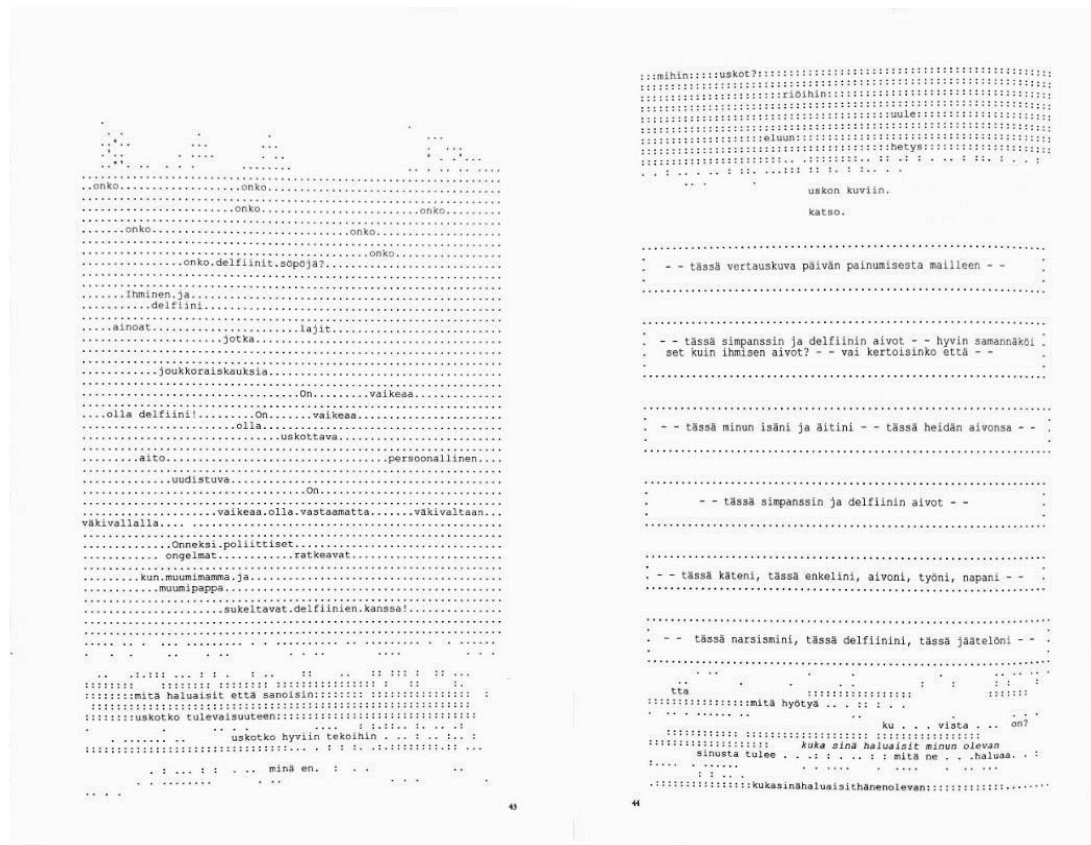 ..onko....................onko.
onko...........................onko.
onko....................................onko.
onko.
onko.delfiinit.söpöjä?
Ihminen.ja
delfiini
ainoat........................lajit
jotka
joukkoraiskauksia
On.........vaikeaa
....olla delfiini!.........On.......vaikeaa
olla
uskottava
aito.........................................persoonallinen....
uudistuva
On
vaikeaa.olla.vastaamatta.......väkivaltaan...
väkivallalla....
Onneksi.poliittiset
ongelmat.............ratkeavat
kun.muumimamma.ja
muumipappa
sukeltavat.delfiinien.kanssa!
::::::::mitä haluaisit että sanoisin::::::::
::::::::uskotko tulevaisuuteen::::::::
uskotko hyviin tekoihin
minä en.
43
:::mihin:::::uskot?:::
riöihin
uule
eluun
hetys
uskon kuviin.
katso.
- - tässä vertauskuva päivän painumisesta mailleen - -
- - tässä simpanssin ja delfiinin aivot - - hyvin samannäköi
set kuin ihmisen aivot? - - vai kertoisinko että - -
- - tässä minun isäni ja äitini - - tässä heidän aivonsa - -
- - tässä simpanssin ja delfiinin aivot - -
- - tässä käteni, tässä enkelini, aivoni, työni, napani - -
- - tässä narsismini, tässä delfiinini, tässä jäätelöni - -
tta
mitä hyötyä
ku . . . vista . .. on?
kuka sinä haluaisit minun olevan
sinusta tulee . . .: : . .. : : mitä ne . . .haluaa. . :
kukasinähaluaisithänenolevan
44